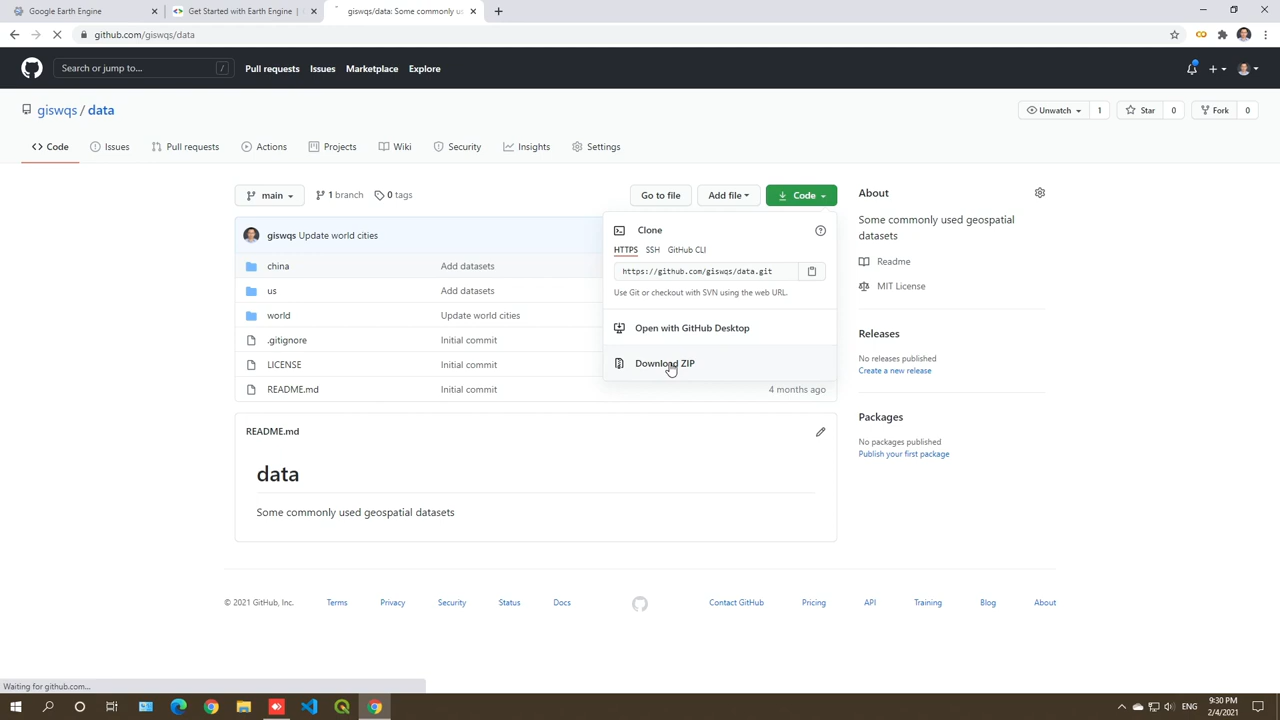 Google Earth Engine
Get Started with Earth Engine | C
giswqs/data: Some commonly us
github.com/giswqs/data
Search or jump to...
/
Pull requests
Issues
Marketplace
Explore
giswqs / data
Unwatch
1
Star
0
Fork
0
Code
Issues
Pull requests
Actions
Projects
Wiki
Security
Insights
Settings
main
1 branch
0 tags
Go to file
Add file
Code
About
Some commonly used geospatial
datasets
Readme
MIT License
Clone
HTTPS
SSH
GitHub CLI
https://github.com/giswqs/data.git
Use Git or checkout with SVN using the web URL.
Open with GitHub Desktop
Download ZIP
giswqs Update world cities
china
Add datasets
us
Add datasets
world
Update world cities
.gitignore
Initial commit
LICENSE
Initial commit
README.md
Initial commit
4 months ago
Releases
No releases published
Create a new release
Packages
No packages published
Publish your first package
README.md
data
Some commonly used geospatial datasets
© 2021 GitHub, Inc.
Terms
Privacy
Security
Status
Docs
Contact GitHub
Pricing
API
Training
Blog
About
Waiting for github.com...
ENG
9:30 PM
2/4/2021